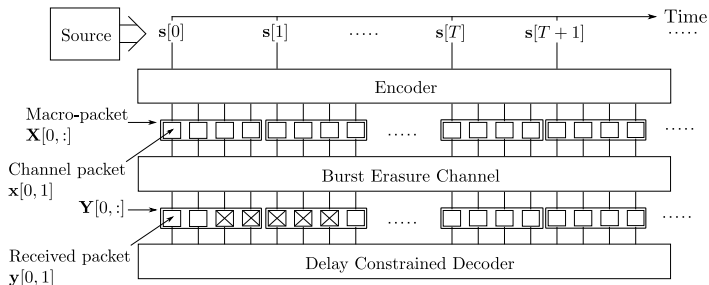 Source
s[0]
s[1]
.....
s[T]
s[T + 1]
Time
.....
Encoder
Macro-packet
X[0,:]
.....
.....
Channel packet
x[0,1]
Burst Erasure Channel
Y[0,:]
.....
.....
Received packet
y[0,1]
Delay Constrained Decoder